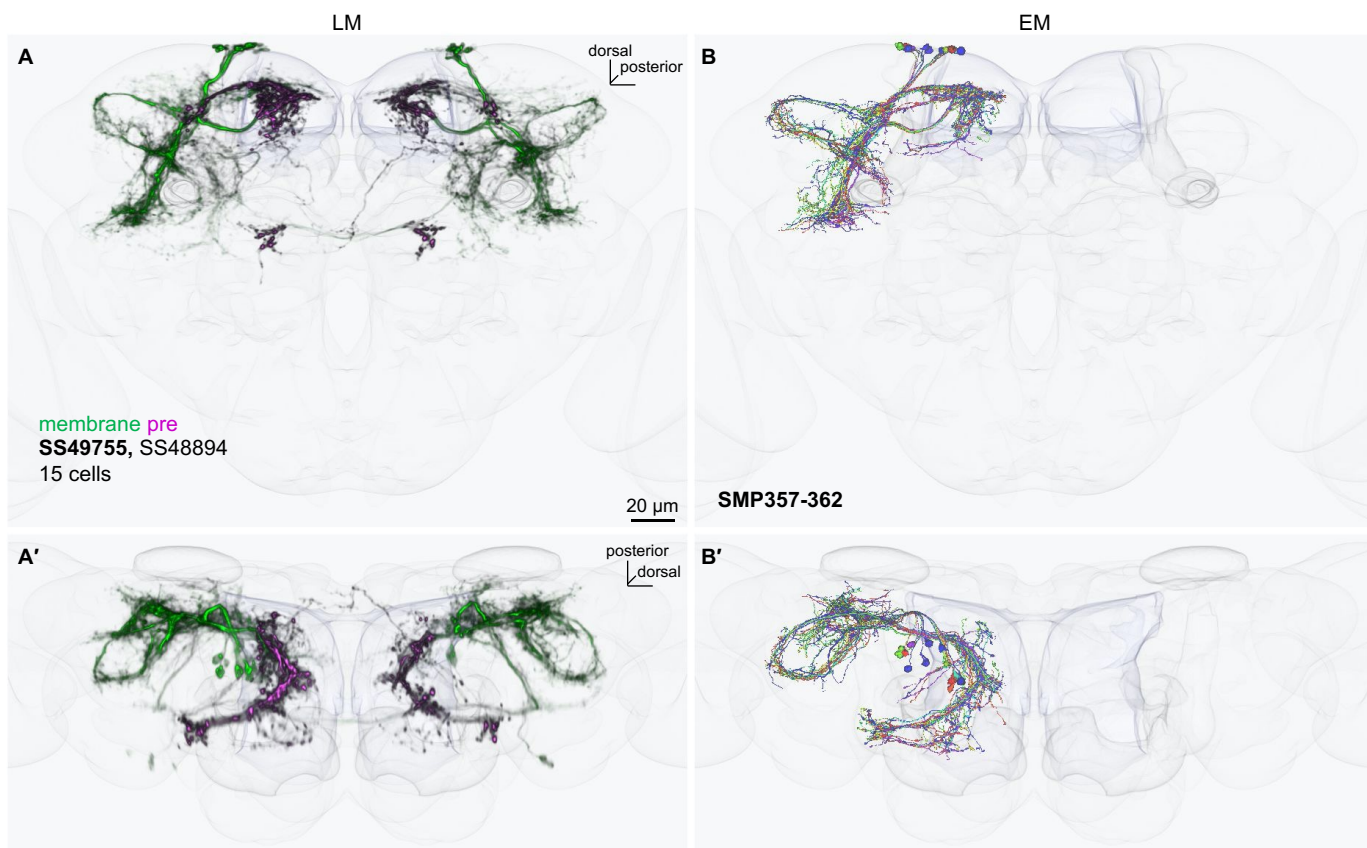 LM
EM
A
dorsal
posterior
B
membrane pre
SS49755, SS48894
15 cells
20 µm
SMP357-362
A′
posterior
dorsal
B′